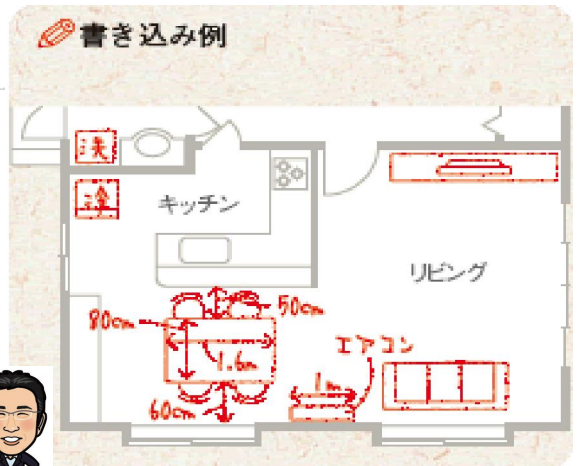 書き込み例
洗
冷
キッチン
リビング
80cm
50cm
1.6m
エアコン
1m
60cm